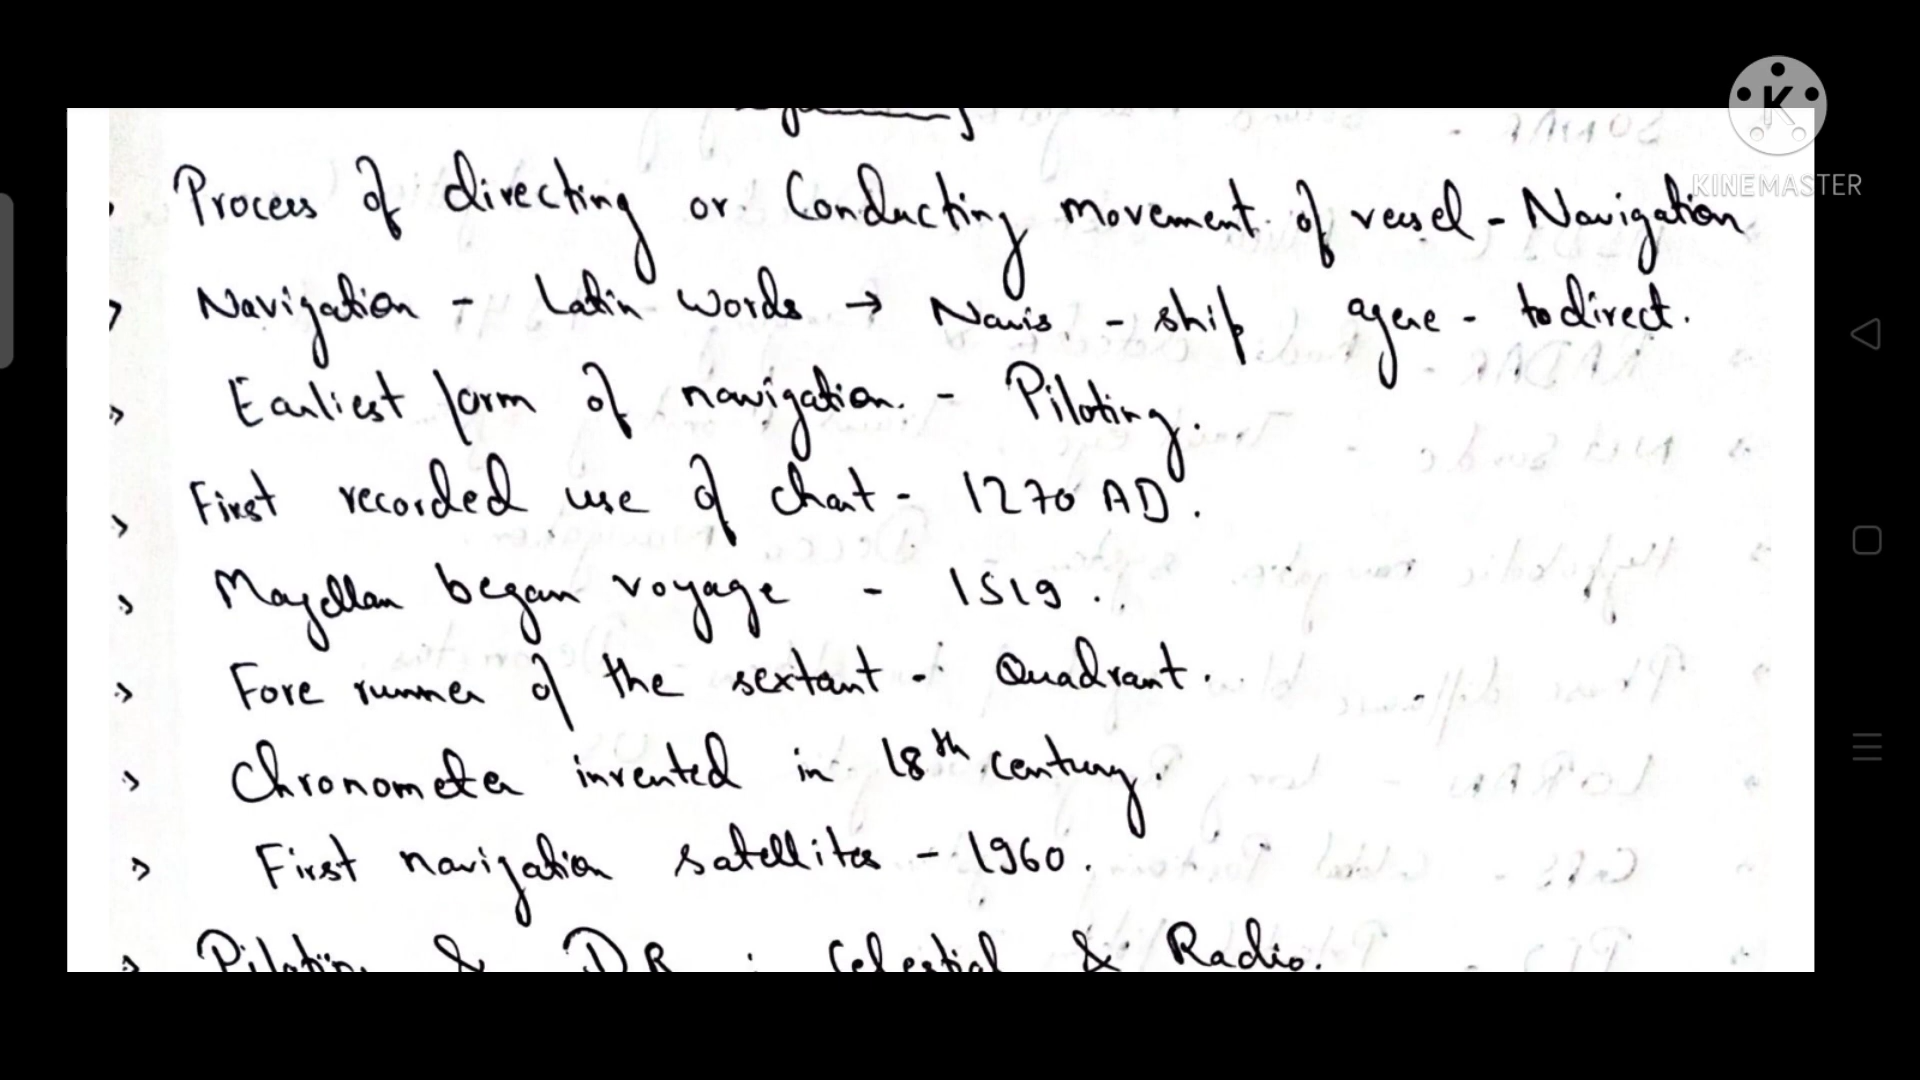 KINEMASTER
Process of directing or Conducting movement of vessel - Navigation
Navigation - Latin words → Navis - ship agere - to direct.
Earliest form of navigation. - Piloting.
First recorded use of chart - 1270 AD.
Magellan began voyage - 1519.
Fore runner of the sextant - Quadrant.
Chronometer invented in 18th century.
First navigation satellites - 1960.
Piloting & DR; Celestial & Radio.